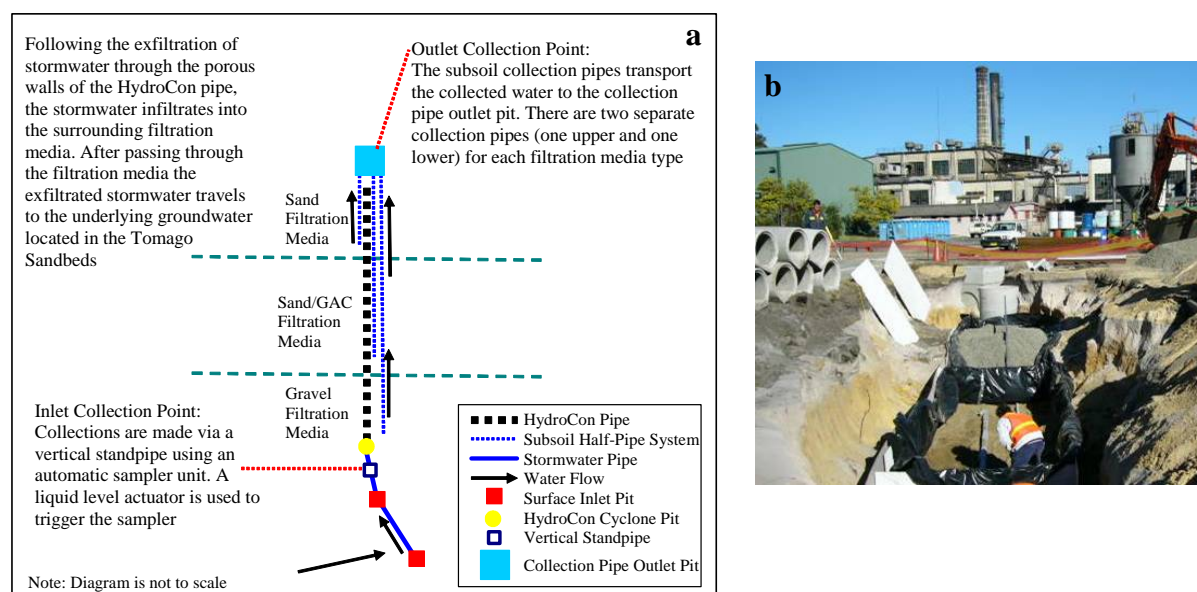 Following the exfiltration of
stormwater through the porous
walls of the HydroCon pipe,
the stormwater infiltrates into
the surrounding filtration
media. After passing through
the filtration media the
exfiltrated stormwater travels
to the underlying groundwater
located in the Tomago
Sandbeds
a
Outlet Collection Point:
The subsoil collection pipes transport
the collected water to the collection
pipe outlet pit. There are two separate
collection pipes (one upper and one
lower) for each filtration media type
Sand
Filtration
Media
Sand/GAC
Filtration
Media
Gravel
Filtration
Media
Inlet Collection Point:
Collections are made via a
vertical standpipe using an
automatic sampler unit. A
liquid level actuator is used to
trigger the sampler
Note: Diagram is not to scale
HydroCon Pipe
Subsoil Half-Pipe System
Stormwater Pipe
Water Flow
Surface Inlet Pit
HydroCon Cyclone Pit
Vertical Standpipe
Collection Pipe Outlet Pit
b